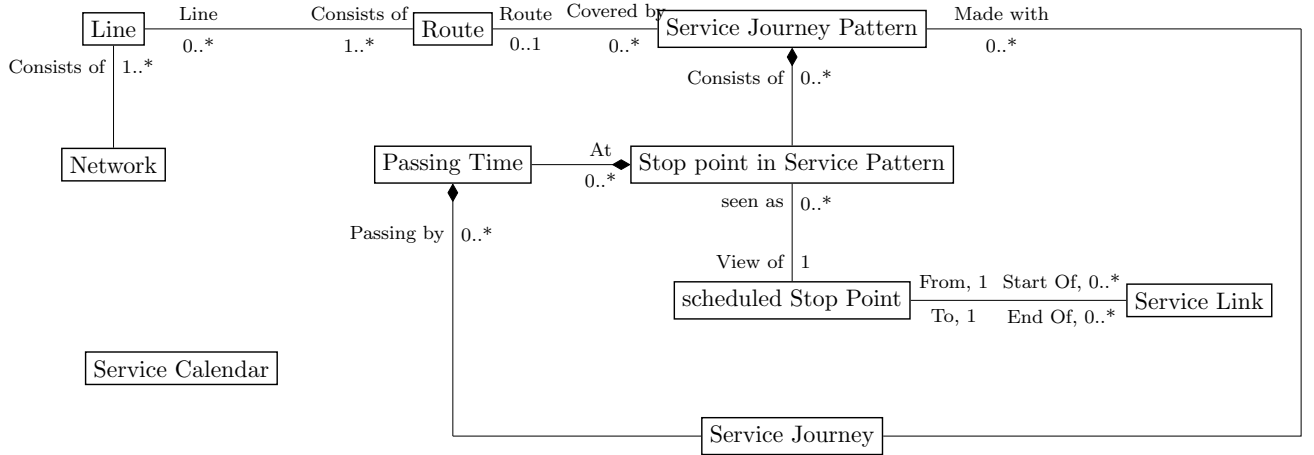 Line Consists of Route Covered by Made with
Line Route Service Journey Pattern
0..* 1..* 0..1 0..* 0..*
Consists of 1..* Consists of 0..*
Network Passing Time At Stop point in Service Pattern
0..*
seen as 0..*
Passing by 0..*
View of 1
From, 1 Start Of, 0..*
scheduled Stop Point Service Link
To, 1 End Of, 0..*
Service Calendar
Service Journey